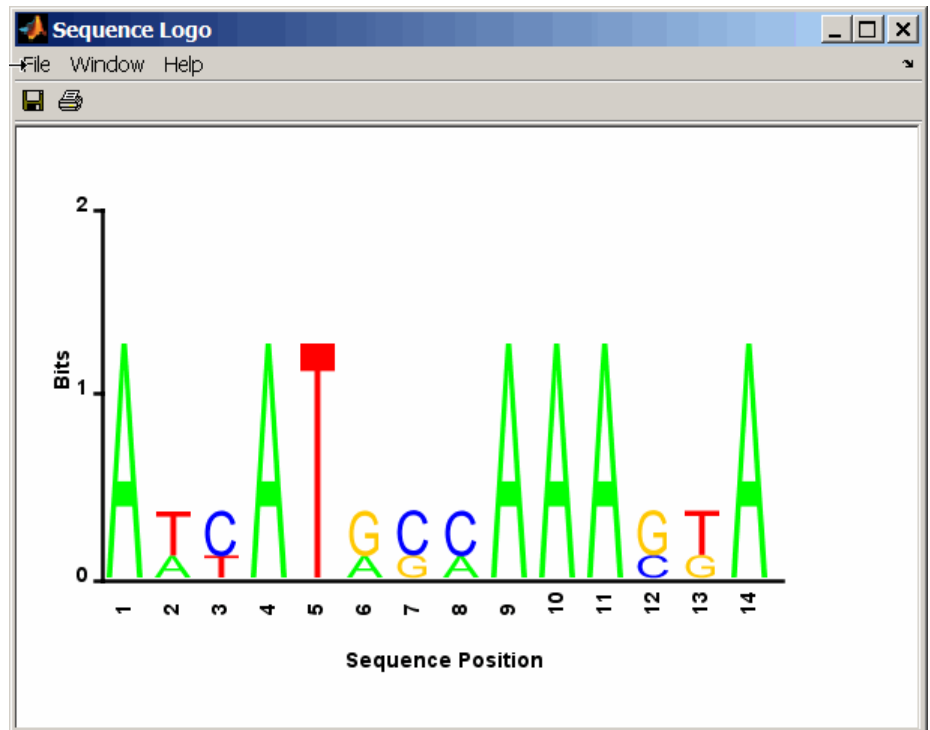 Sequence Logo
File Window Help
2
Bits
1
0
A T C A T G C C A A A G T A
A T A G A C G
1 2 3 4 5 6 7 8 9 10 11 12 13 14
Sequence Position